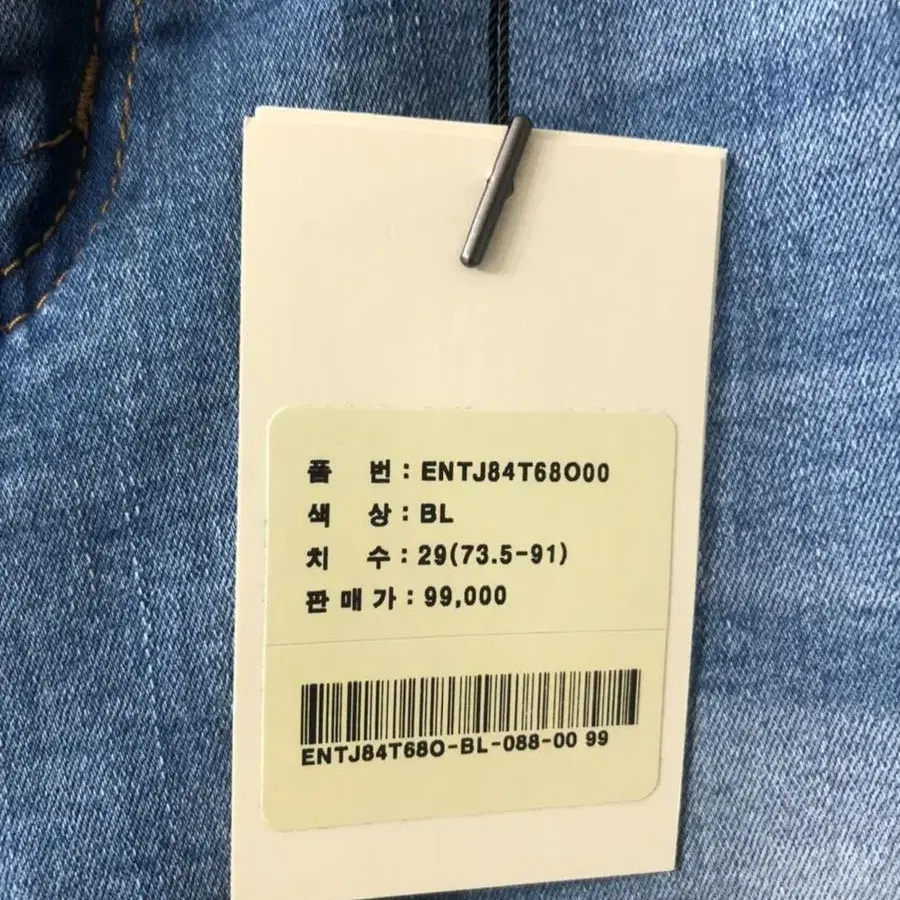 품 번 : ENTJ84T68O00
색 상 : BL
치 수 : 29(73.5-91)
판 매 가 : 99,000
ENTJ84T68O-BL-088-00 99